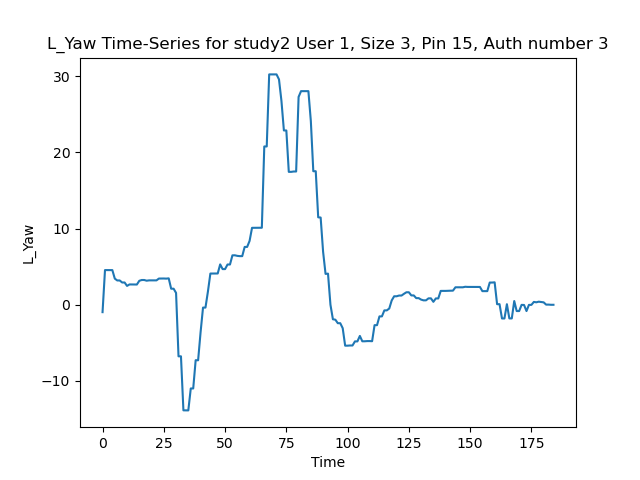 L_Yaw Time-Series for study2 User 1, Size 3, Pin 15, Auth number 3
30
20
10
0
−10
L_Yaw
0 25 50 75 100 125 150 175
Time